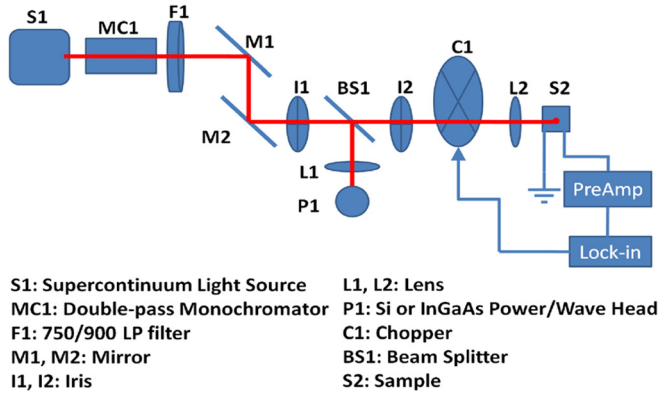 S1
MC1
F1
M1
M2
I1
BS1
I2
C1
L2
S2
L1
P1
PreAmp
Lock-in
S1: Supercontinuum Light Source
MC1: Double-pass Monochromator
F1: 750/900 LP filter
M1, M2: Mirror
I1, I2: Iris
L1, L2: Lens
P1: Si or InGaAs Power/Wave Head
C1: Chopper
BS1: Beam Splitter
S2: Sample